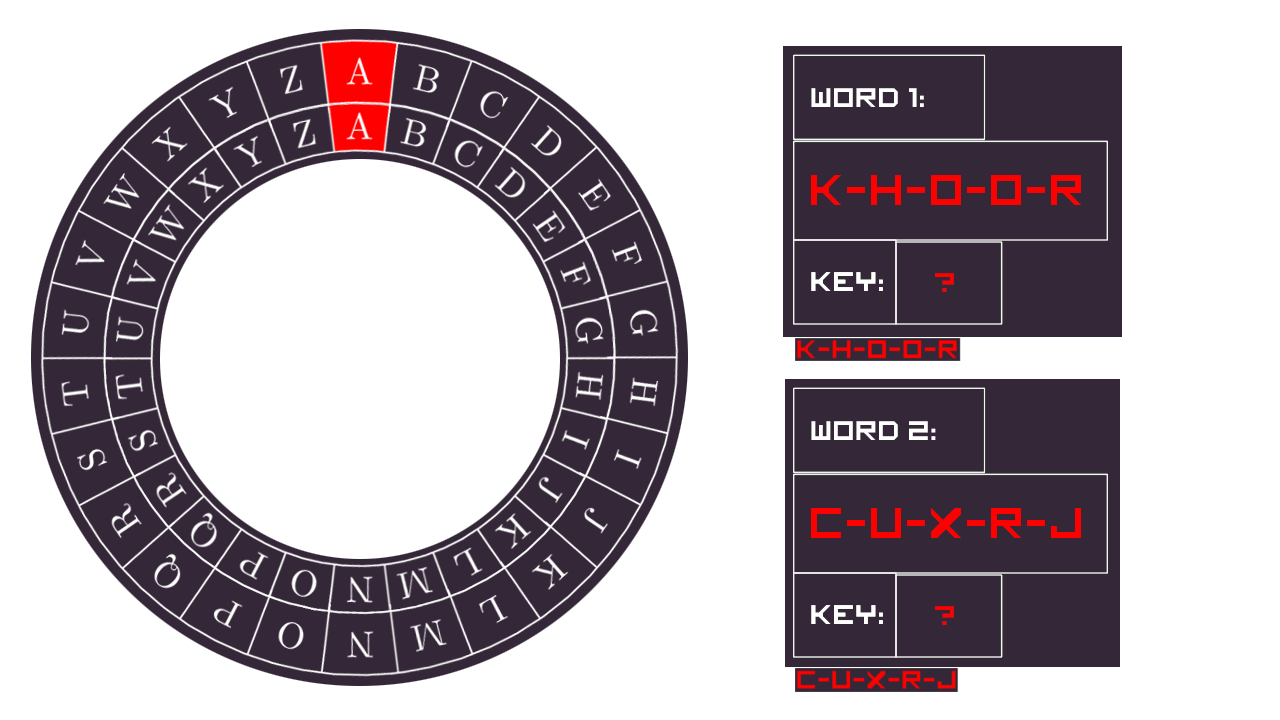 A B C D E F G H I J K L M N O P Q R S T U V W X Y Z
A B C D E F G H I J K L M N O P Q R S T U V W X Y Z
WORD 1:
K-H-O-O-R
KEY: ?
K-H-O-O-R
WORD 2:
C-U-X-R-J
KEY: ?
C-U-X-R-J